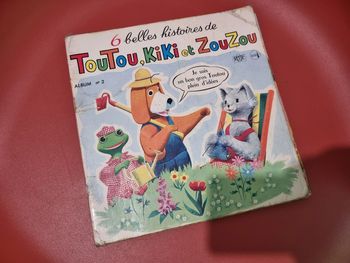 6 belles histoires de
TouTou, KiKi et ZouZou
ALBUM nº 2
Je suis
un bon gros Toutou
plein d'idées